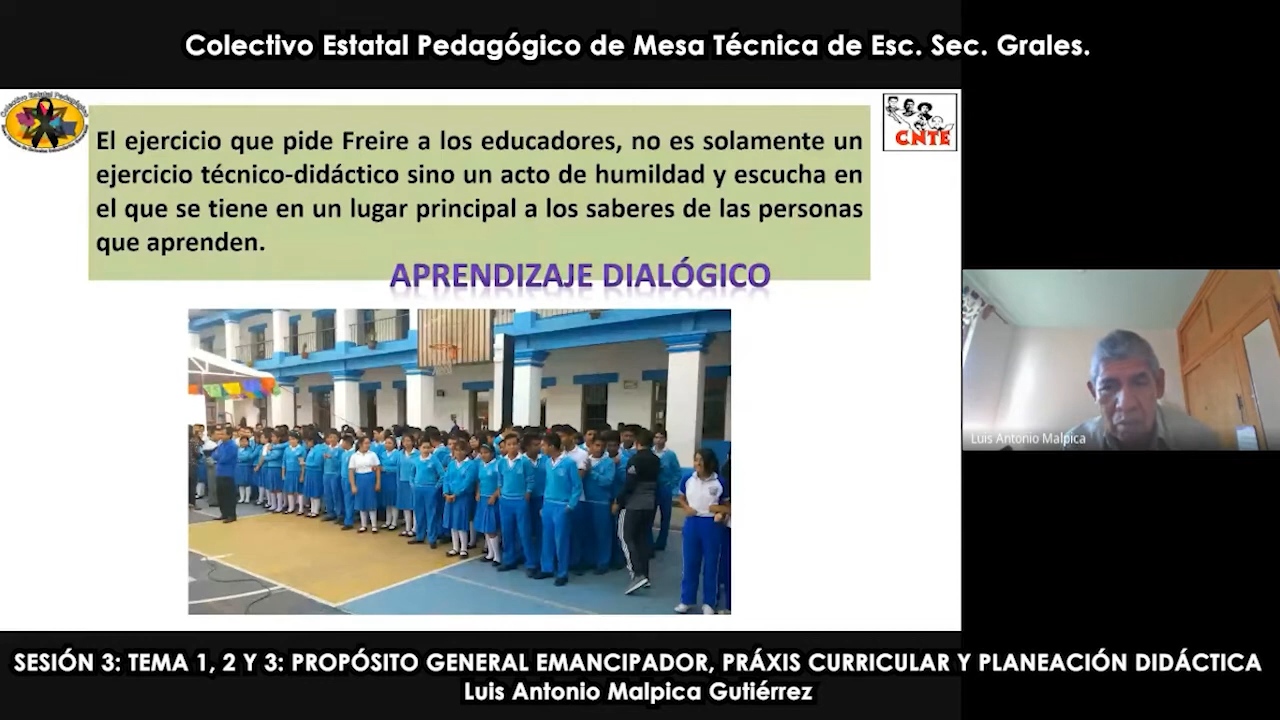 Colectivo Estatal Pedagógico de Mesa Técnica de Esc. Sec. Grales.
Colectivo Estatal Pedagógico
CNTE
El ejercicio que pide Freire a los educadores, no es solamente un
ejercicio técnico-didáctico sino un acto de humildad y escucha en
el que se tiene en un lugar principal a los saberes de las personas
que aprenden.
APRENDIZAJE DIALÓGICO
Luis Antonio Malpica
SESIÓN 3: TEMA 1, 2 Y 3: PROPÓSITO GENERAL EMANCIPADOR, PRÁXIS CURRICULAR Y PLANEACIÓN DIDÁCTICA
Luis Antonio Malpica Gutiérrez